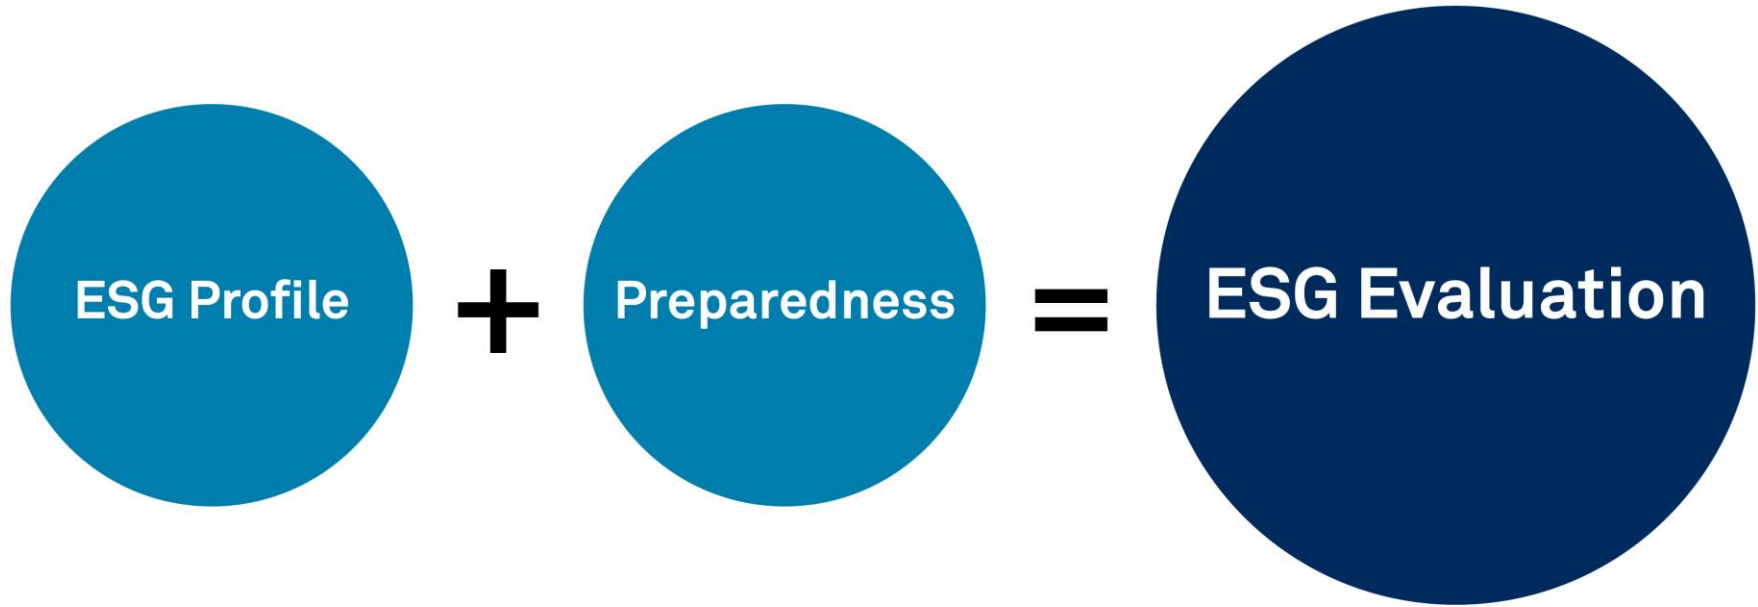 ESG Profile + Preparedness = ESG Evaluation